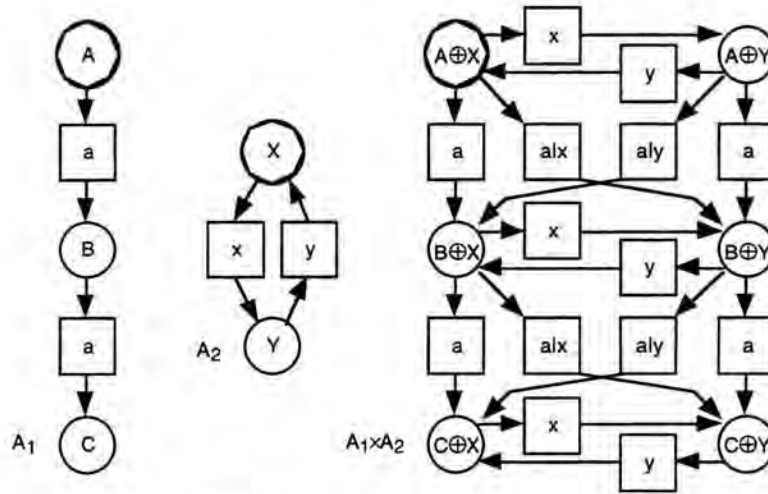 A A⊕X x A⊕Y
y
a X a a|x a|y a
B x y B⊕X x B⊕Y
y
a A₂ Y a a|x a|y a
A₁ C A₁×A₂ C⊕X x C⊕Y
y